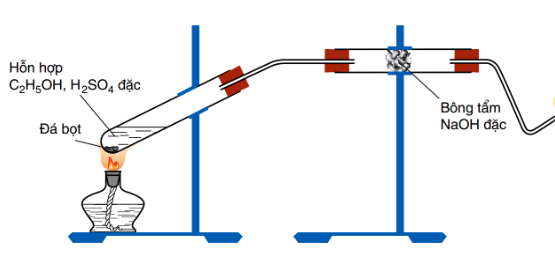 Hỗn hợp
C₂H₅OH, H₂SO₄ đặc
Đá bọt
Bông tẩm
NaOH đặc